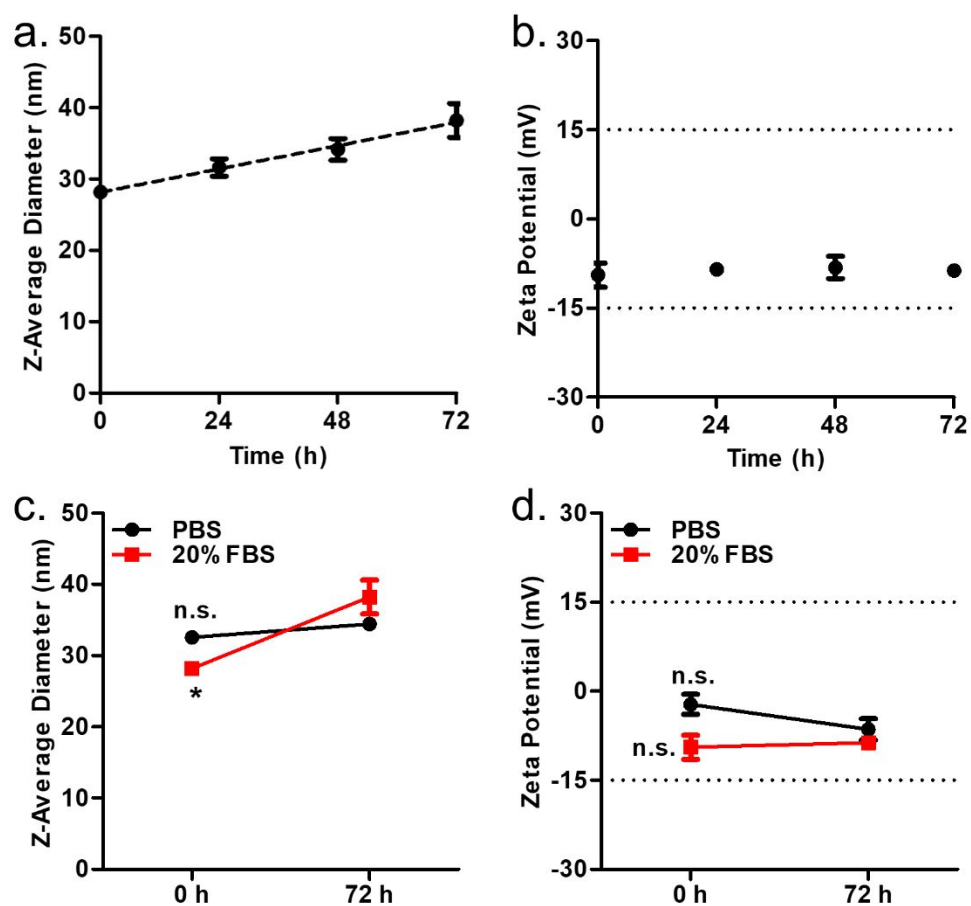 a.
Z-Average Diameter (nm)
50
40
30
20
10
0
0 24 48 72
Time (h)
b.
Zeta Potential (mV)
30
15
0
-15
-30
0 24 48 72
Time (h)
c.
Z-Average Diameter (nm)
50
40
30
20
10
0
PBS
20% FBS
n.s.
*
0 h 72 h
d.
Zeta Potential (mV)
30
15
0
-15
-30
PBS
20% FBS
n.s.
n.s.
0 h 72 h